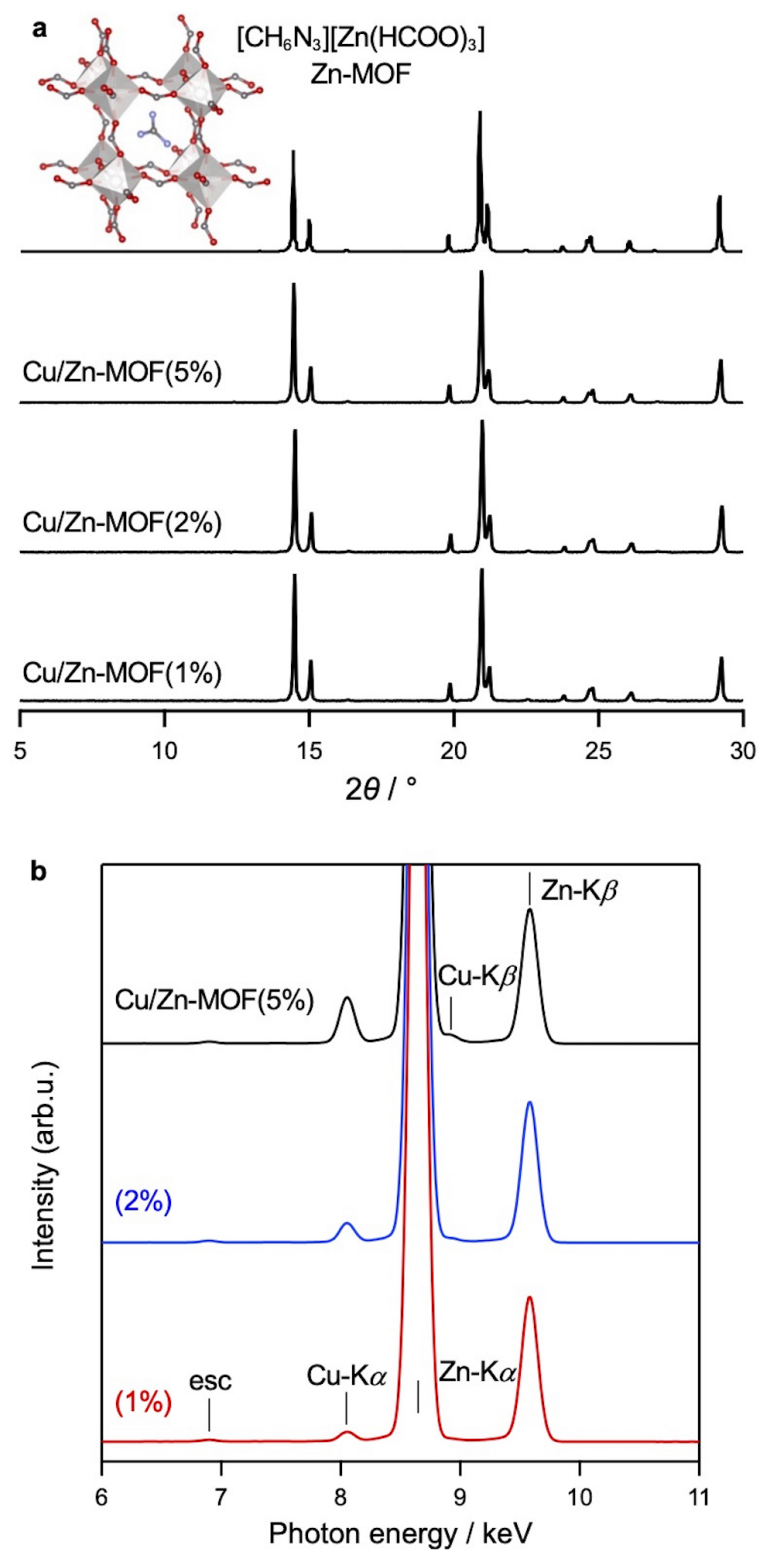 a
[CH₆N₃][Zn(HCOO)₃]
Zn-MOF
Cu/Zn-MOF(5%)
Cu/Zn-MOF(2%)
Cu/Zn-MOF(1%)
5 10 15 20 25 30
2θ / °
b
Zn-Kβ
Cu-Kβ
Cu/Zn-MOF(5%)
Intensity (arb.u.)
(2%)
esc
Cu-Kα
Zn-Kα
(1%)
6 7 8 9 10 11
Photon energy / keV